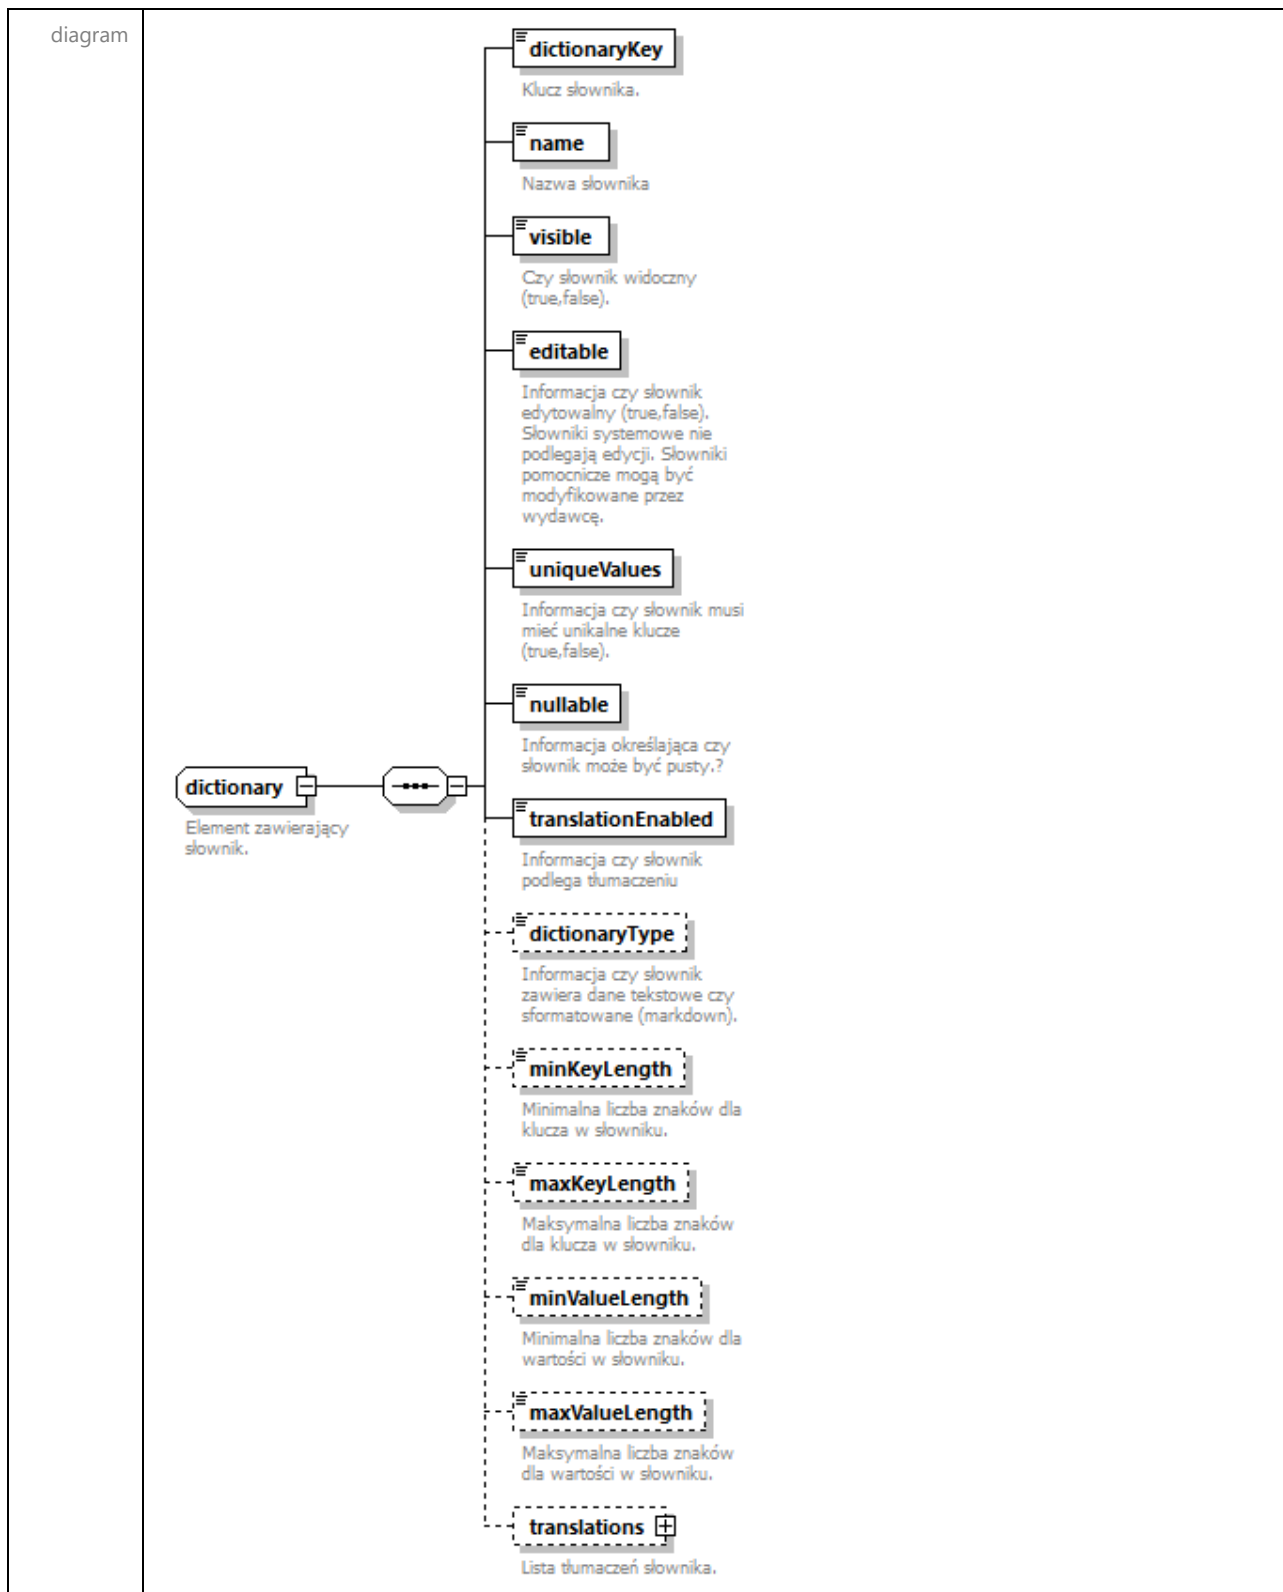 diagram
dictionaryKey
Klucz słownika.
name
Nazwa słownika
visible
Czy słownik widoczny
(true,false).
editable
Informacja czy słownik
edytowalny (true,false).
Słowniki systemowe nie
podlegają edycji. Słowniki
pomocnicze mogą być
modyfikowane przez
wydawcę.
uniqueValues
Informacja czy słownik musi
mieć unikalne klucze
(true,false).
nullable
Informacja określająca czy
słownik może być pusty.?
dictionary
Element zawierający
słownik.
translationEnabled
Informacja czy słownik
podlega tłumaczeniu
dictionaryType
Informacja czy słownik
zawiera dane tekstowe czy
sformatowane (markdown).
minKeyLength
Minimalna liczba znaków dla
klucza w słowniku.
maxKeyLength
Maksymalna liczba znaków
dla klucza w słowniku.
minValueLength
Minimalna liczba znaków dla
wartości w słowniku.
maxValueLength
Maksymalna liczba znaków
dla wartości w słowniku.
translations
Lista tłumaczeń słownika.